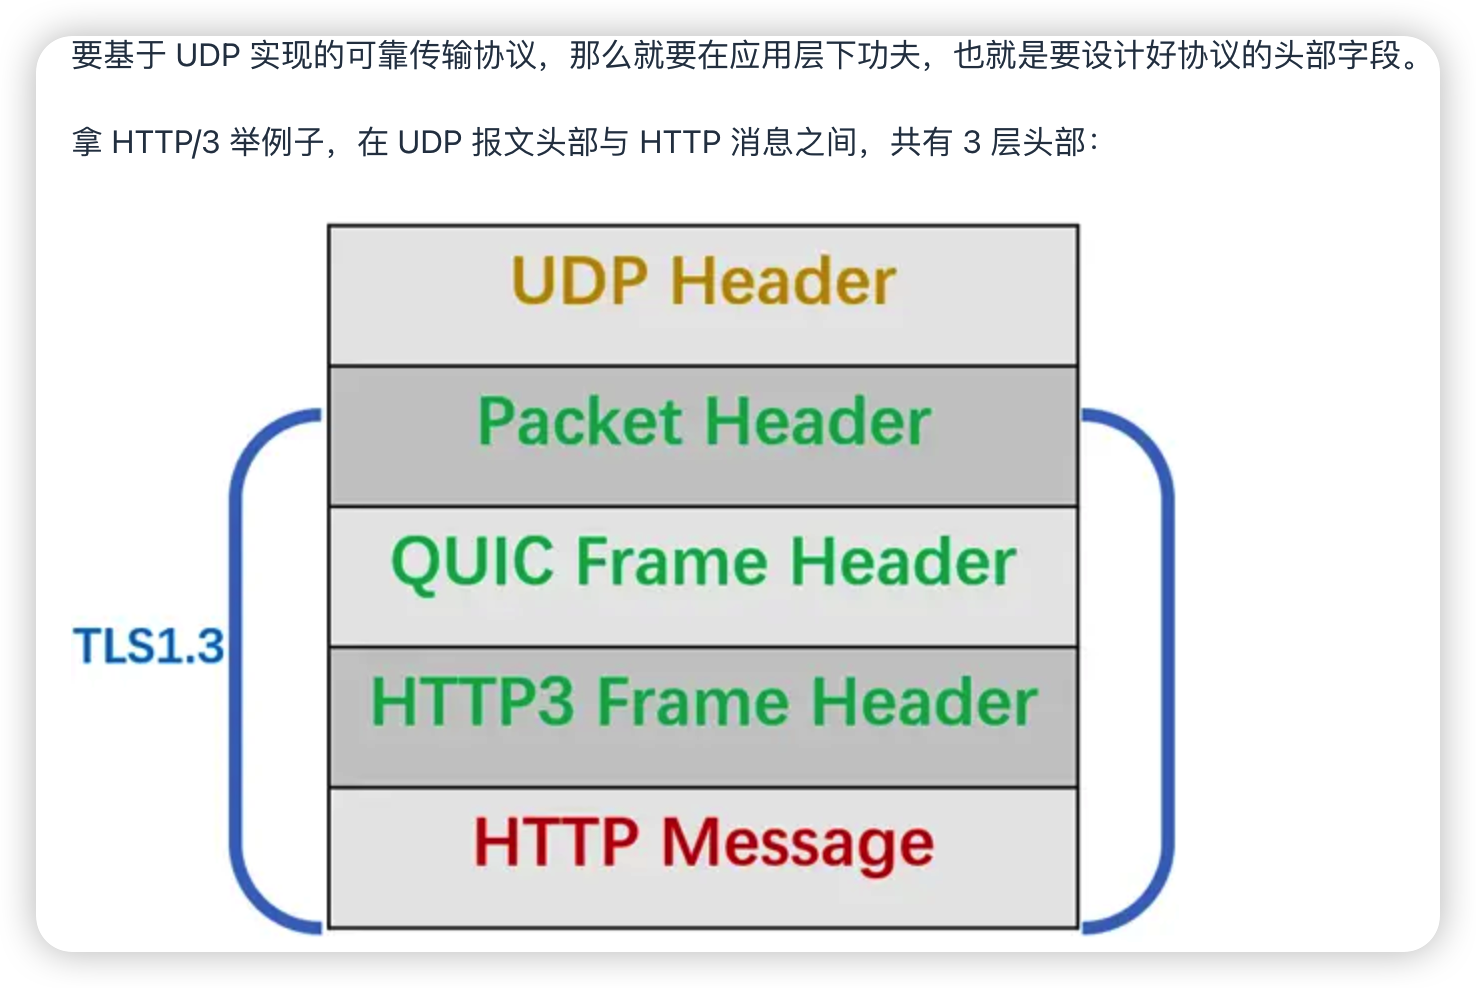 要基于 UDP 实现的可靠传输协议，那么就要在应用层下功夫，也就是要设计好协议的头部字段。
拿 HTTP/3 举例子，在 UDP 报文头部与 HTTP 消息之间，共有 3 层头部：
UDP Header
Packet Header
QUIC Frame Header
TLS1.3
HTTP3 Frame Header
HTTP Message